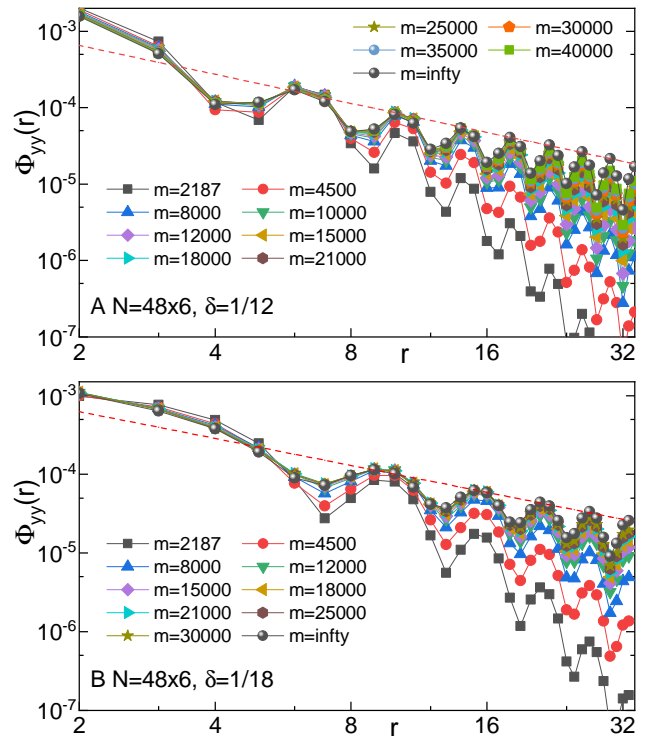 10⁻³
10⁻⁴
10⁻⁵
10⁻⁶
10⁻⁷
Φyy(r)
m=25000 m=30000
m=35000 m=40000
m=infty
m=2187 m=4500
m=8000 m=10000
m=12000 m=15000
m=18000 m=21000
A N=48x6, δ=1/12
2 4 8 16 32
r
10⁻³
10⁻⁴
10⁻⁵
10⁻⁶
10⁻⁷
Φyy(r)
m=2187 m=4500
m=8000 m=12000
m=15000 m=18000
m=21000 m=25000
m=30000 m=infty
B N=48x6, δ=1/18
2 4 8 16 32
r